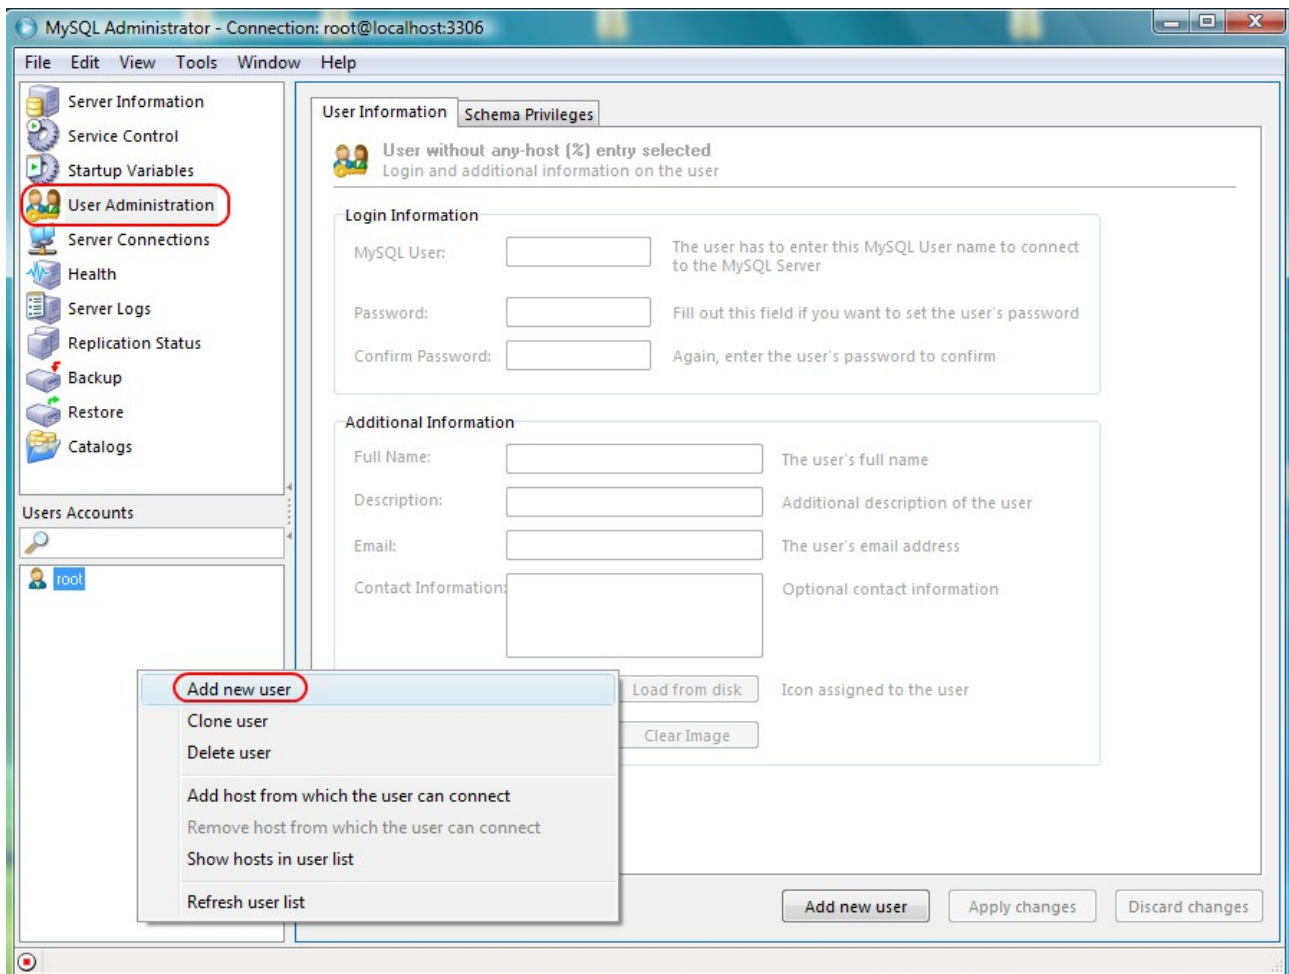 MySQL Administrator - Connection: root@localhost:3306
File Edit View Tools Window Help
Server Information
Service Control
Startup Variables
User Administration
Server Connections
Health
Server Logs
Replication Status
Backup
Restore
Catalogs
Users Accounts
root
User Information Schema Privileges
User without any-host (%) entry selected
Login and additional information on the user
Login Information
MySQL User: The user has to enter this MySQL User name to connect
to the MySQL Server
Password: Fill out this field if you want to set the user's password
Confirm Password: Again, enter the user's password to confirm
Additional Information
Full Name: The user's full name
Description: Additional description of the user
Email: The user's email address
Contact Information: Optional contact information
Load from disk Icon assigned to the user
Clear Image
Add new user
Clone user
Delete user
Add host from which the user can connect
Remove host from which the user can connect
Show hosts in user list
Refresh user list
Add new user Apply changes Discard changes